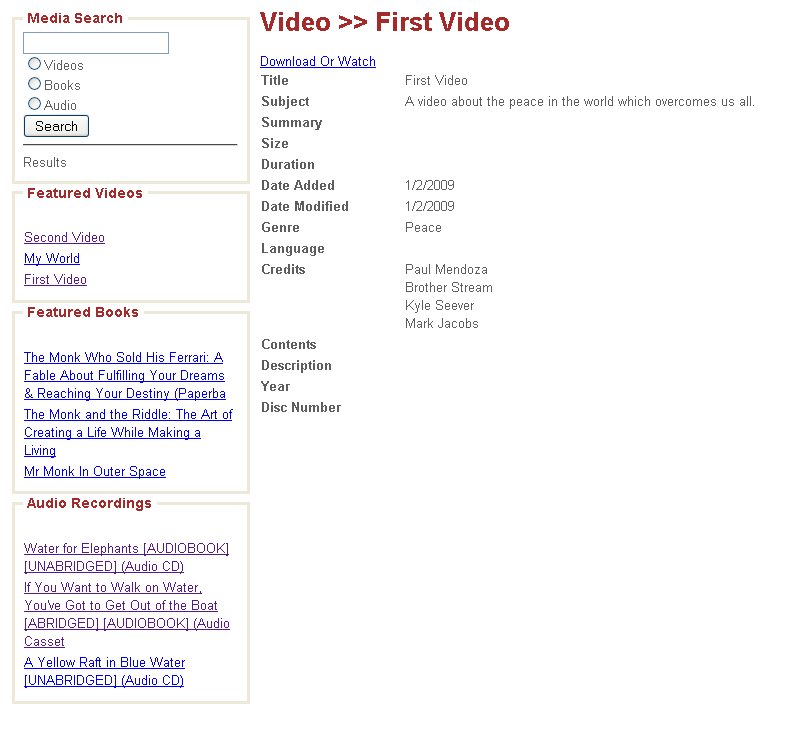 Media Search
Videos
Books
Audio
Search
Results
Featured Videos
Second Video
My World
First Video
Featured Books
The Monk Who Sold His Ferrari: A
Fable About Fulfilling Your Dreams
& Reaching Your Destiny (Paperba
The Monk and the Riddle: The Art of
Creating a Life While Making a
Living
Mr Monk In Outer Space
Audio Recordings
Water for Elephants [AUDIOBOOK]
[UNABRIDGED] (Audio CD)
If You Want to Walk on Water,
You've Got to Get Out of the Boat
[ABRIDGED] [AUDIOBOOK] (Audio
Casset
A Yellow Raft in Blue Water
[UNABRIDGED] (Audio CD)
Video >> First Video
Download Or Watch
Title First Video
Subject A video about the peace in the world which overcomes us all.
Summary
Size
Duration
Date Added 1/2/2009
Date Modified 1/2/2009
Genre Peace
Language
Credits Paul Mendoza
Brother Stream
Kyle Seever
Mark Jacobs
Contents
Description
Year
Disc Number